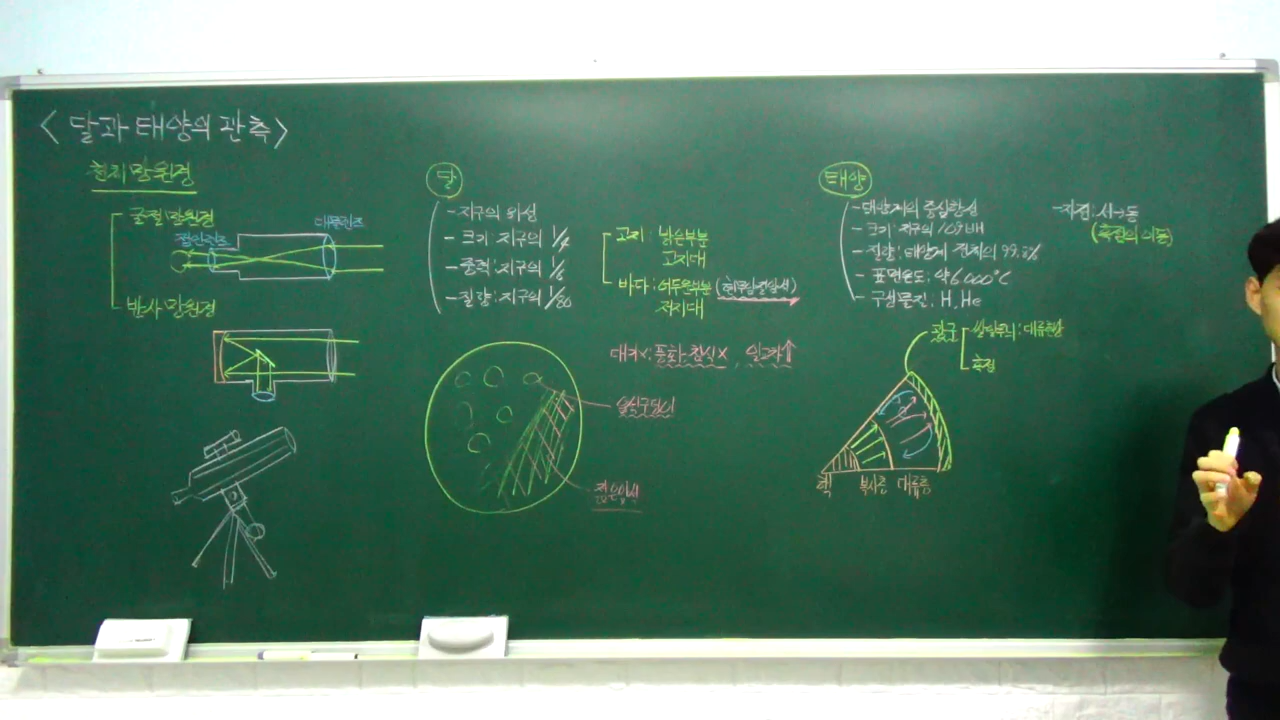 <달과 태양의 관측>
천체망원경
굴절 망원경
대물렌즈
접안렌즈
반사 망원경
달
-지구의 위성
-크기:지구의 1/4
-중력:지구의 1/6
-질량:지구의 1/80
고지: 밝은부분
고지대
바다: 어두운부분 (현무암질암석)
저지대
대기×:풍화·침식×, 일교차↑
운석구덩이
태양
-태양계의 중심항성
-크기:지구의 109배
-질량:태양계 전체의 99.8%
-표면온도:약 6000°C
-구성물질:H, He
-자전:서→동
(흑점의 이동)
광구
쌀알무늬:대류현상
흑점
핵
복사층
대류층